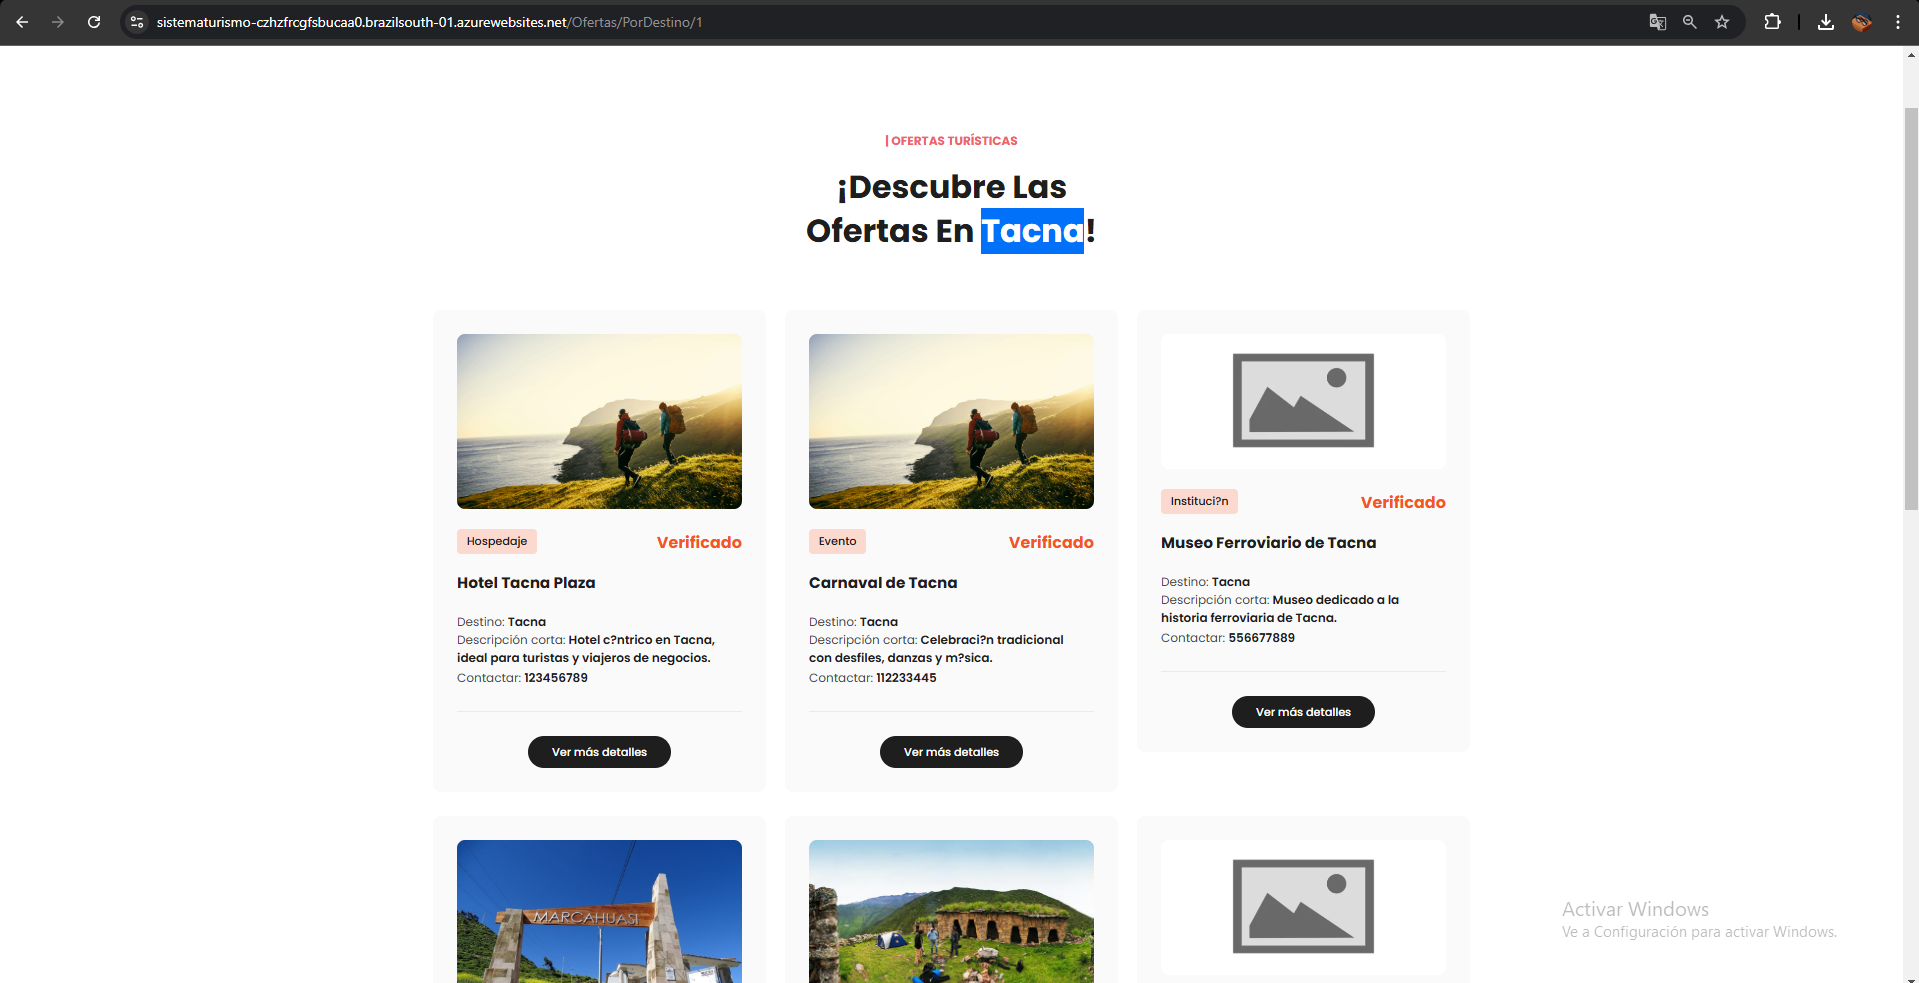 sistematurismo-czhzfrcgfsbucaa0.brazilsouth-01.azurewebsites.net/Ofertas/PorDestino/1
| OFERTAS TURÍSTICAS
¡Descubre Las
Ofertas En Tacna!
Hospedaje
Verificado
Hotel Tacna Plaza
Destino: Tacna
Descripción corta: Hotel c?ntrico en Tacna,
ideal para turistas y viajeros de negocios.
Contactar: 123456789
Ver más detalles
Evento
Verificado
Carnaval de Tacna
Destino: Tacna
Descripción corta: Celebraci?n tradicional
con desfiles, danzas y m?sica.
Contactar: 112233445
Ver más detalles
Instituci?n
Verificado
Museo Ferroviario de Tacna
Destino: Tacna
Descripción corta: Museo dedicado a la
historia ferroviaria de Tacna.
Contactar: 556677889
Ver más detalles
MARCAHUASI
Activar Windows
Ve a Configuración para activar Windows.